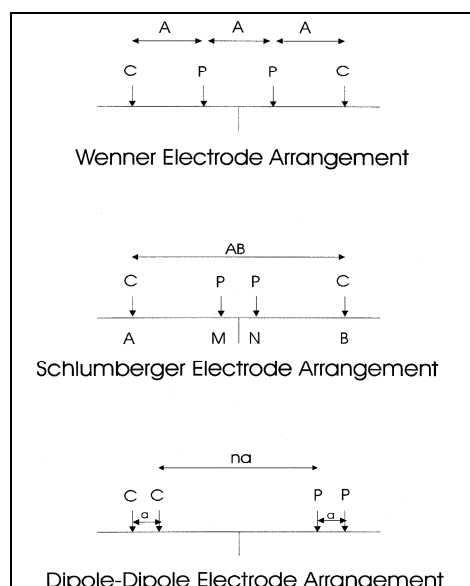 A A A
C P P C
Wenner Electrode Arrangement
AB
C P P C
A M N B
Schlumberger Electrode Arrangement
na
C C P P
a a
Dipole-Dipole Electrode Arrangement